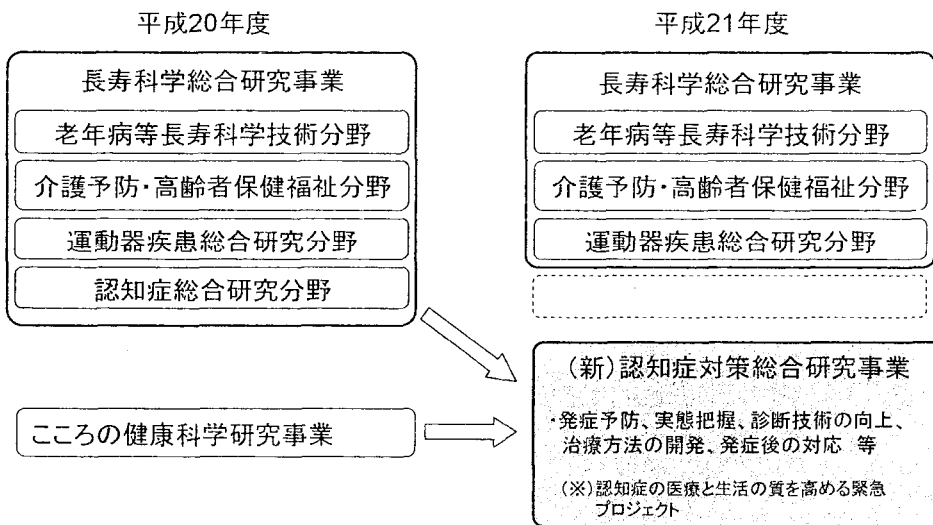 平成20年度
長寿科学総合研究事業
老年病等長寿科学技術分野
介護予防・高齢者保健福祉分野
運動器疾患総合研究分野
認知症総合研究分野
こころの健康科学研究事業
平成21年度
長寿科学総合研究事業
老年病等長寿科学技術分野
介護予防・高齢者保健福祉分野
運動器疾患総合研究分野
(新)認知症対策総合研究事業
・発症予防、実態把握、診断技術の向上、
治療方法の開発、発症後の対応 等
(※)認知症の医療と生活の質を高める緊急
プロジェクト